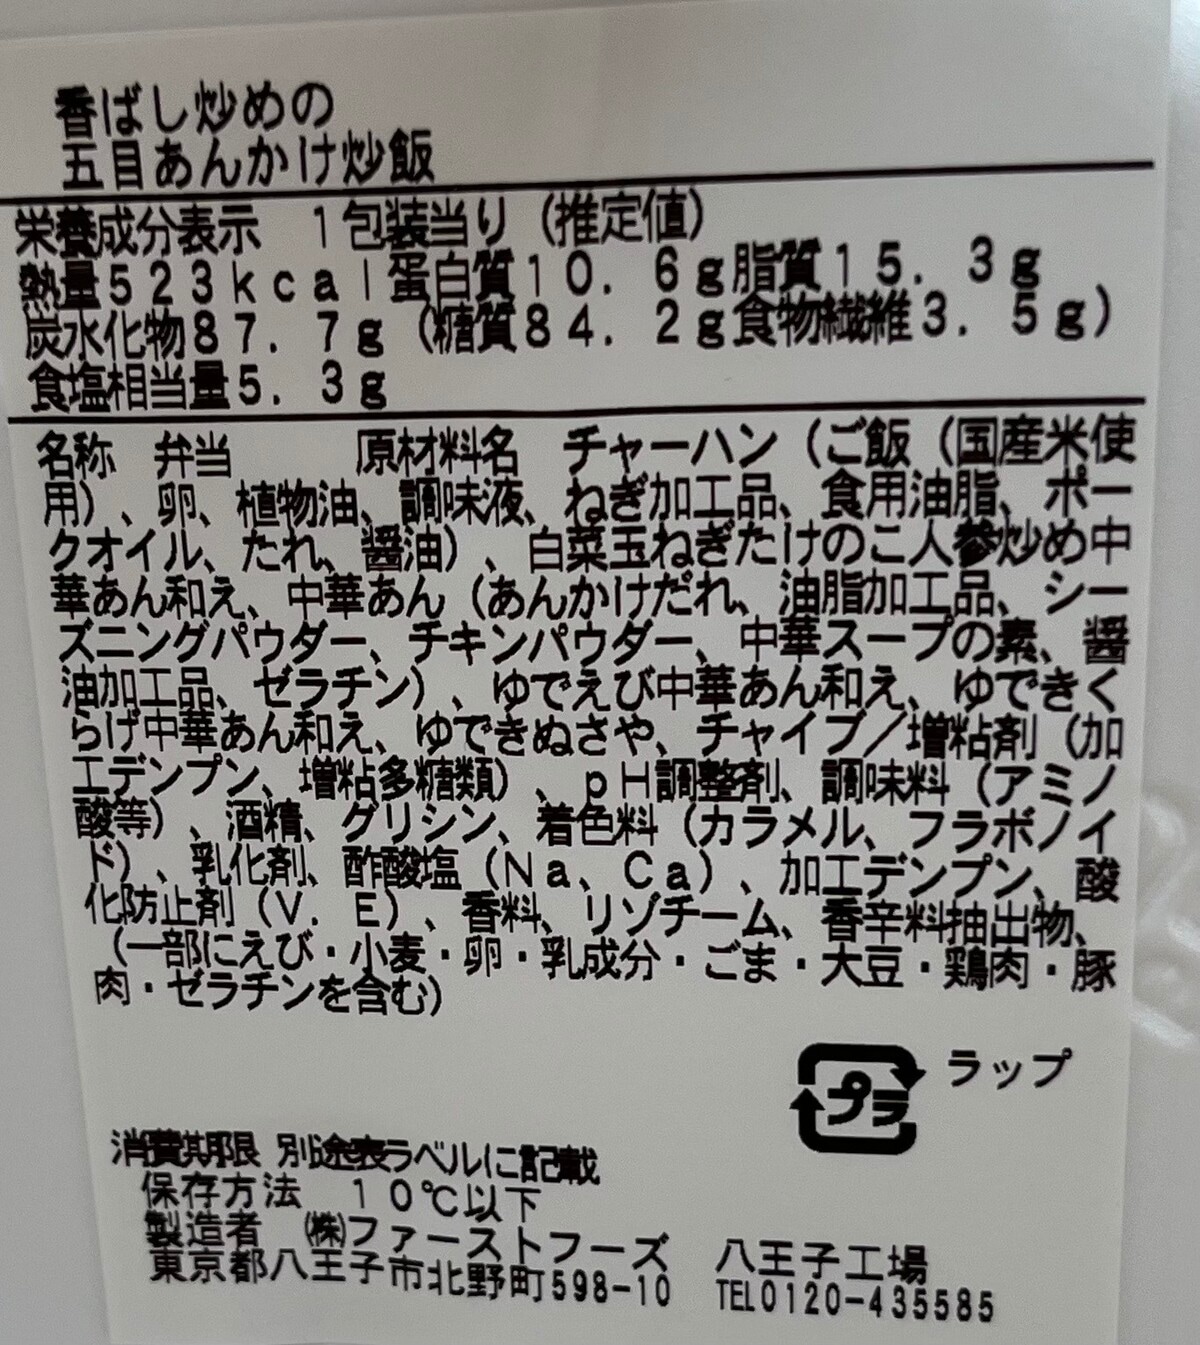 香ばし炒めの
五目あんかけ炒飯
栄養成分表示 1包装当り（推定値）
熱量523kcal蛋白質10．6g脂質15．3g
炭水化物87．7g（糖質84．2g食物繊維3．5g）
食塩相当量5．3g
名称 弁当 「原材料名 チャーハン（ご飯（国産米使
用）、卵、植物油、調味液、ねぎ加工品、食用油脂、ポー
クオイル、たれ、醤油）、白菜玉ねぎたけのこ人参炒め中
華あん和え、中華あん（あんかけだれ、油脂加工品、シー
ズニングパウダー、チキンパウダー、中華スープの素、醤
油加工品、ゼラチン）、ゆでえび中華あん和え、ゆできく
らげ中華あん和え、ゆできぬさや、チャイブ／増粘剤（加
工デンプン、増粘多糖類）、pH調整剤、調味料（アミノ
酸等）、酒精、グリシン、着色料（カラメル、フラボノイ
ド）、乳化剤、酢酸塩（Na、Ca）、加工デンプン、酸
化防止剤（V．E）、香料、リゾチーム、香辛料抽出物、
（一部にえび・小麦・卵・乳成分・ごま・大豆・鶏肉・豚
肉・ゼラチンを含む）
プラ ラップ
消費期限 別途表ラベルに記載
保存方法 10℃以下
製造者 ㈱ファーストフーズ 八王子工場
東京都八王子市北野町598-10 TEL0120-435585